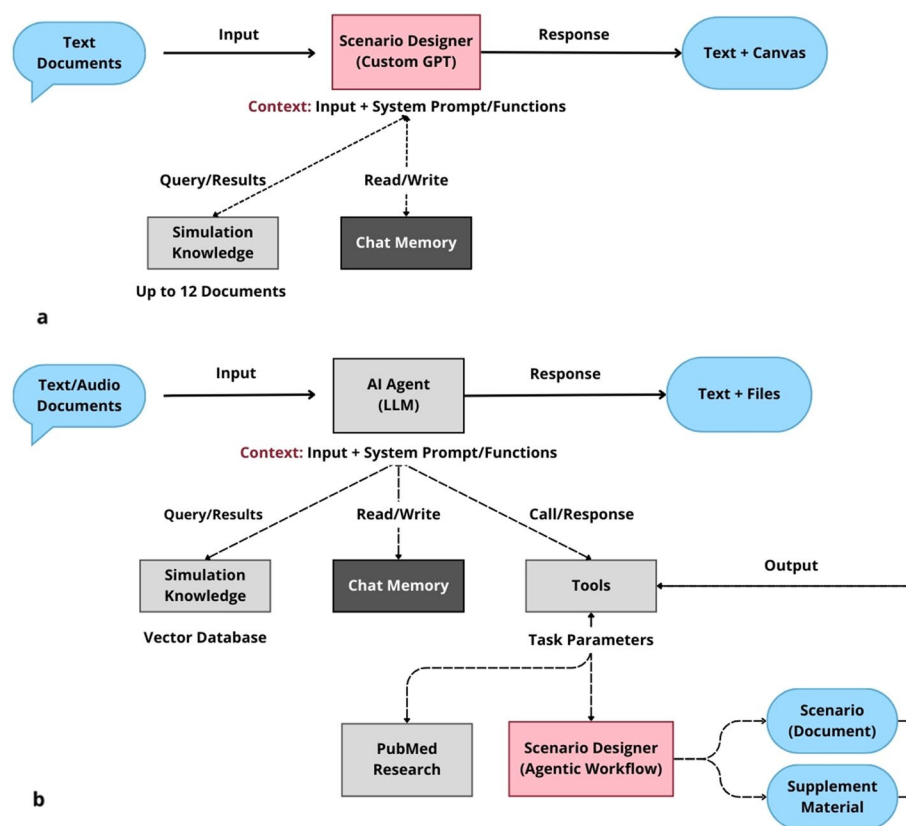 Text
Documents
Input
Scenario Designer
(Custom GPT)
Response
Text + Canvas
Context: Input + System Prompt/Functions
Query/Results
Read/Write
Simulation
Knowledge
Chat Memory
Up to 12 Documents
a
Text/Audio
Documents
Input
AI Agent
(LLM)
Response
Text + Files
Context: Input + System Prompt/Functions
Query/Results
Read/Write
Call/Response
Simulation
Knowledge
Chat Memory
Tools
Output
Vector Database
Task Parameters
PubMed
Research
Scenario Designer
(Agentic Workflow)
Scenario
(Document)
Supplement
Material
b